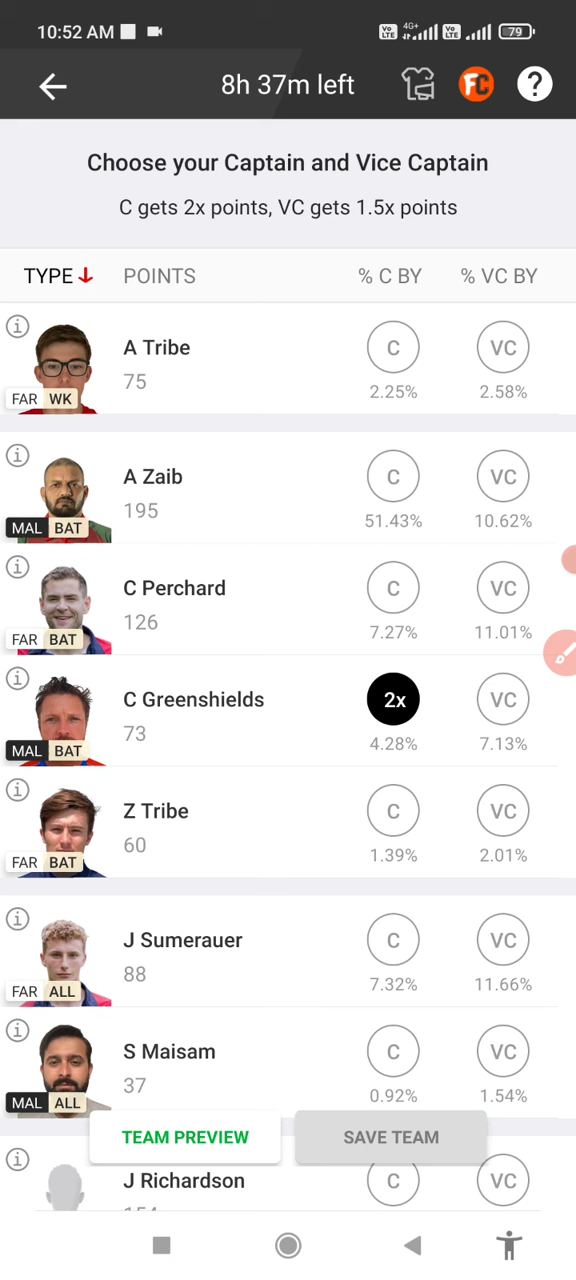 10:52 AM
Vo LTE 4G+ Vo LTE 79
8h 37m left FC ?
Choose your Captain and Vice Captain
C gets 2x points, VC gets 1.5x points
TYPE POINTS % C BY % VC BY
A Tribe C VC
75 2.25% 2.58%
FAR WK
A Zaib C VC
195 51.43% 10.62%
MAL BAT
C Perchard C VC
126 7.27% 11.01%
FAR BAT
C Greenshields 2x VC
73 4.28% 7.13%
MAL BAT
Z Tribe C VC
60 1.39% 2.01%
FAR BAT
J Sumerauer C VC
88 7.32% 11.66%
FAR ALL
S Maisam C VC
37 0.92% 1.54%
MAL ALL
TEAM PREVIEW SAVE TEAM
J Richardson C VC